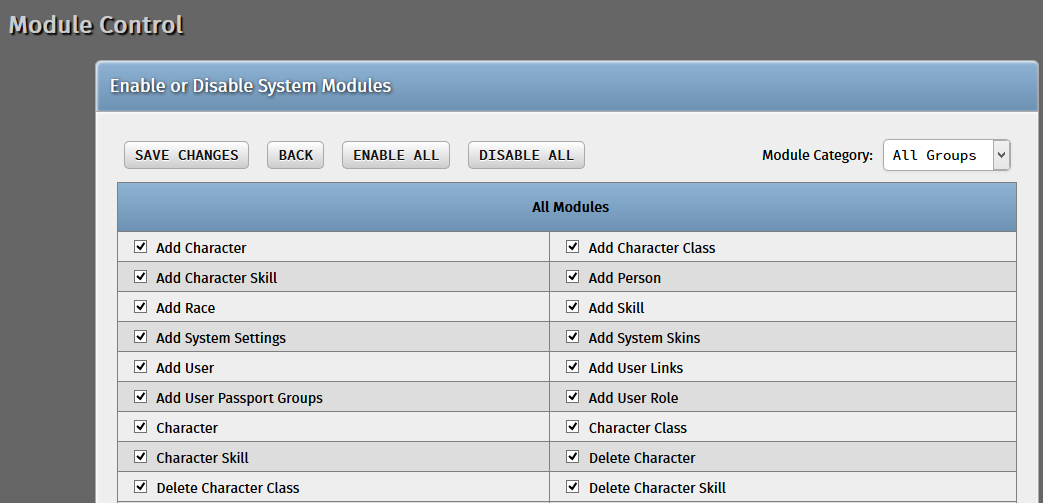 Module Control
Enable or Disable System Modules
SAVE CHANGES BACK ENABLE ALL DISABLE ALL Module Category: All Groups
All Modules
Add Character Add Character Class
Add Character Skill Add Person
Add Race Add Skill
Add System Settings Add System Skins
Add User Add User Links
Add User Passport Groups Add User Role
Character Character Class
Character Skill Delete Character
Delete Character Class Delete Character Skill